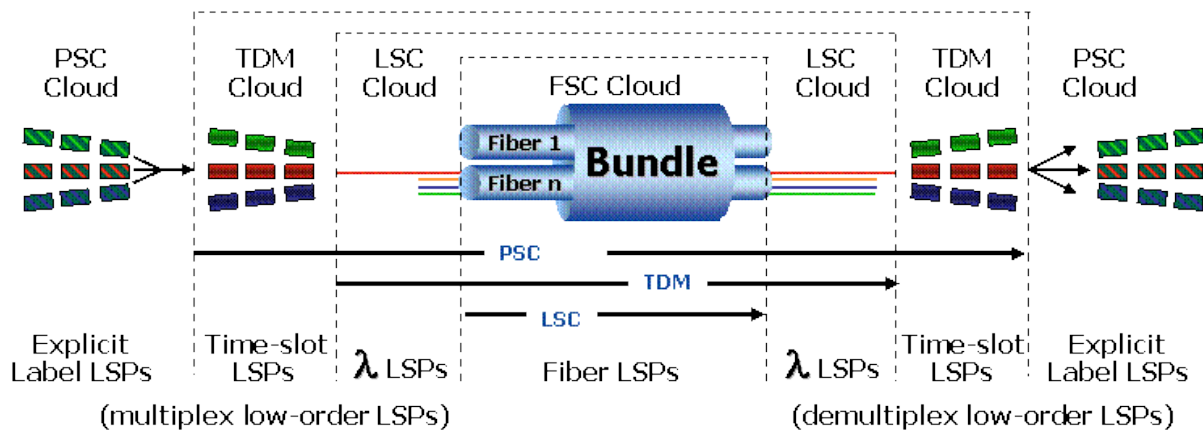 PSC
Cloud
TDM
Cloud
LSC
Cloud
FSC Cloud
LSC
Cloud
TDM
Cloud
PSC
Cloud
Fiber 1
Bundle
Fiber n
PSC
TDM
LSC
Explicit
Label LSPs
Time-slot
LSPs
λ LSPs
Fiber LSPs
λ LSPs
Time-slot
LSPs
Explicit
Label LSPs
(multiplex low-order LSPs)
(demultiplex low-order LSPs)